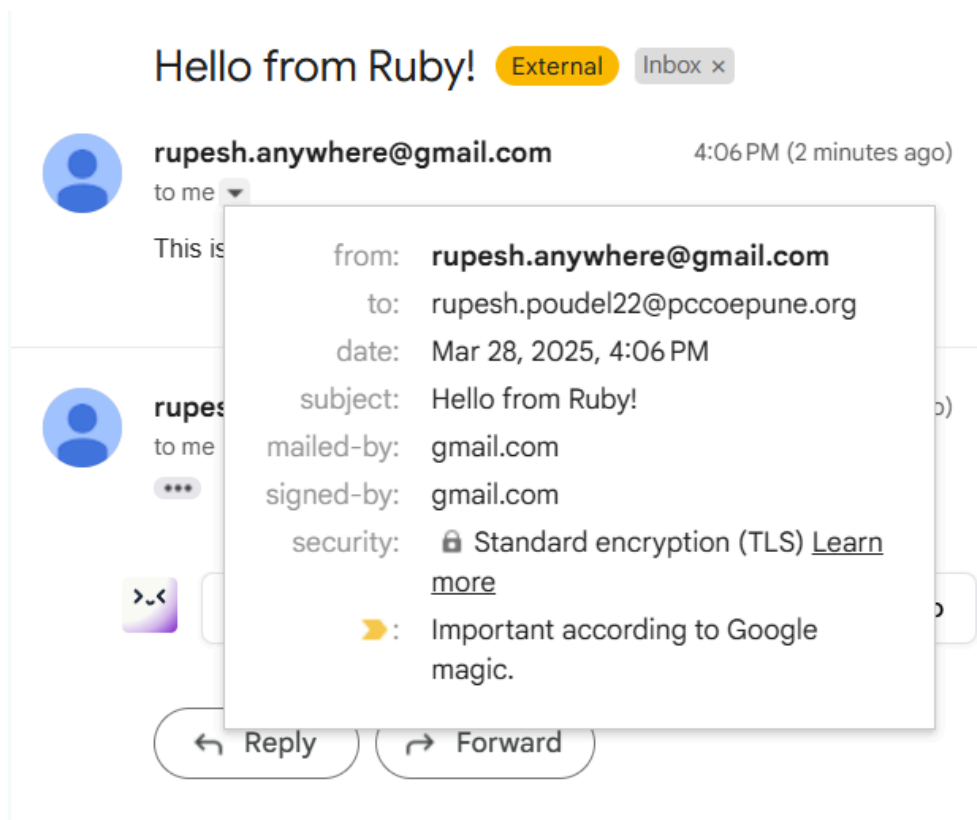 Hello from Ruby! External Inbox ×
rupesh.anywhere@gmail.com 4:06 PM (2 minutes ago)
to me
This is
from: rupesh.anywhere@gmail.com
to: rupesh.poudel22@pccoepune.org
date: Mar 28, 2025, 4:06 PM
subject: Hello from Ruby!
mailed-by: gmail.com
signed-by: gmail.com
security: Standard encryption (TLS) Learn
more
: Important according to Google
magic.
rupes
to me
Reply Forward